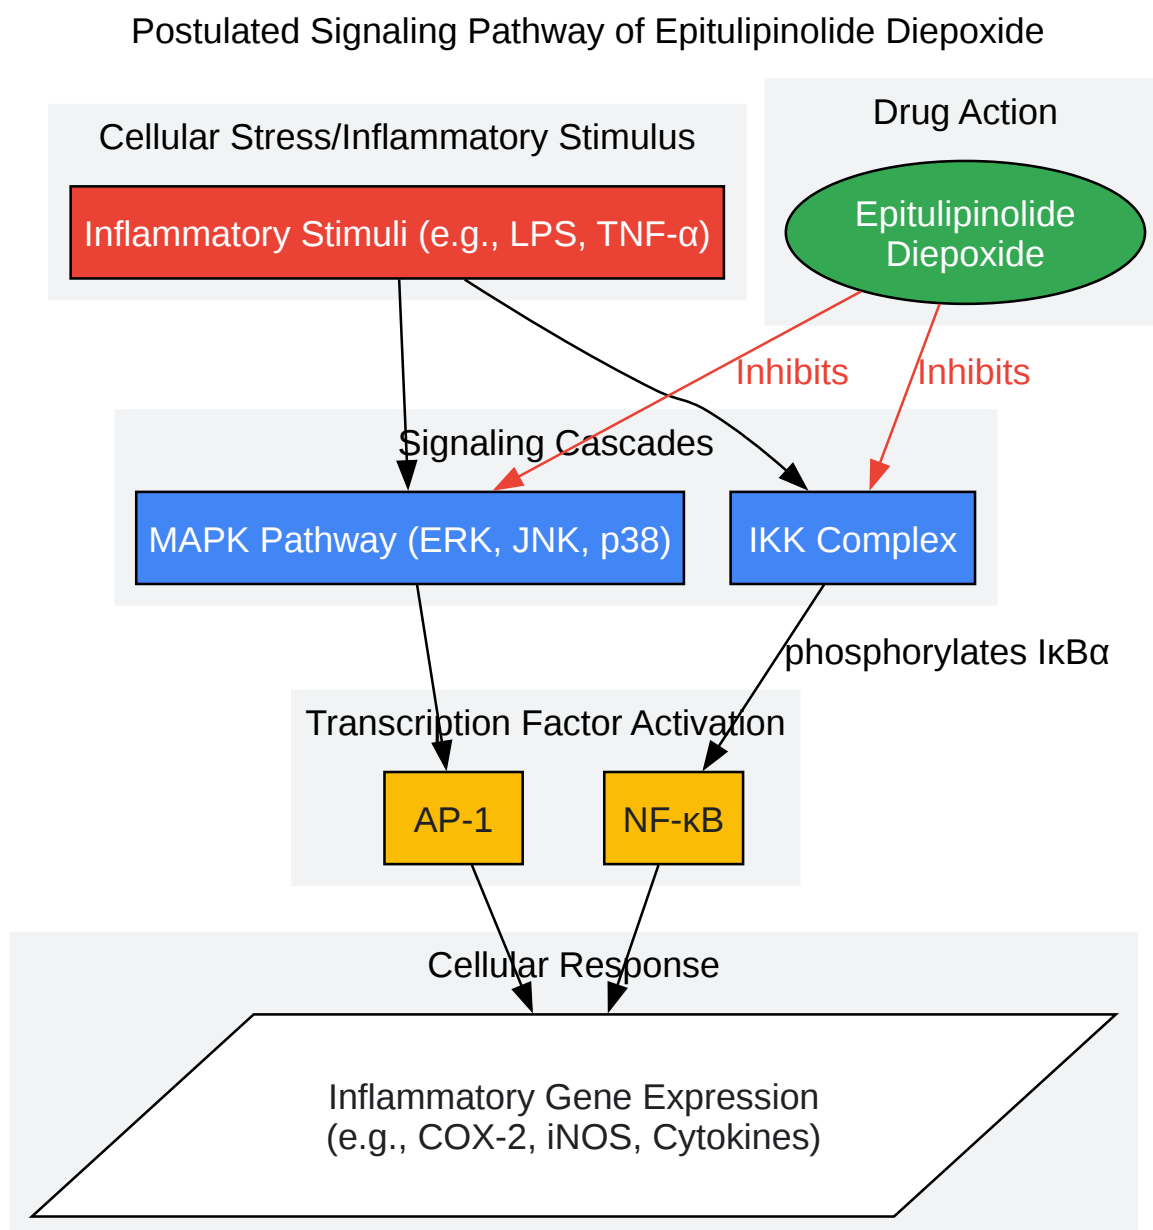 Postulated Signaling Pathway of Epitulipinolide Diepoxide
Cellular Stress/Inflammatory Stimulus
Drug Action
Inflammatory Stimuli (e.g., LPS, TNF-α)
Epitulipinolide
Diepoxide
Inhibits
Inhibits
Signaling Cascades
MAPK Pathway (ERK, JNK, p38)
IKK Complex
phosphorylates IκBα
Transcription Factor Activation
AP-1
NF-κB
Cellular Response
Inflammatory Gene Expression
(e.g., COX-2, iNOS, Cytokines)